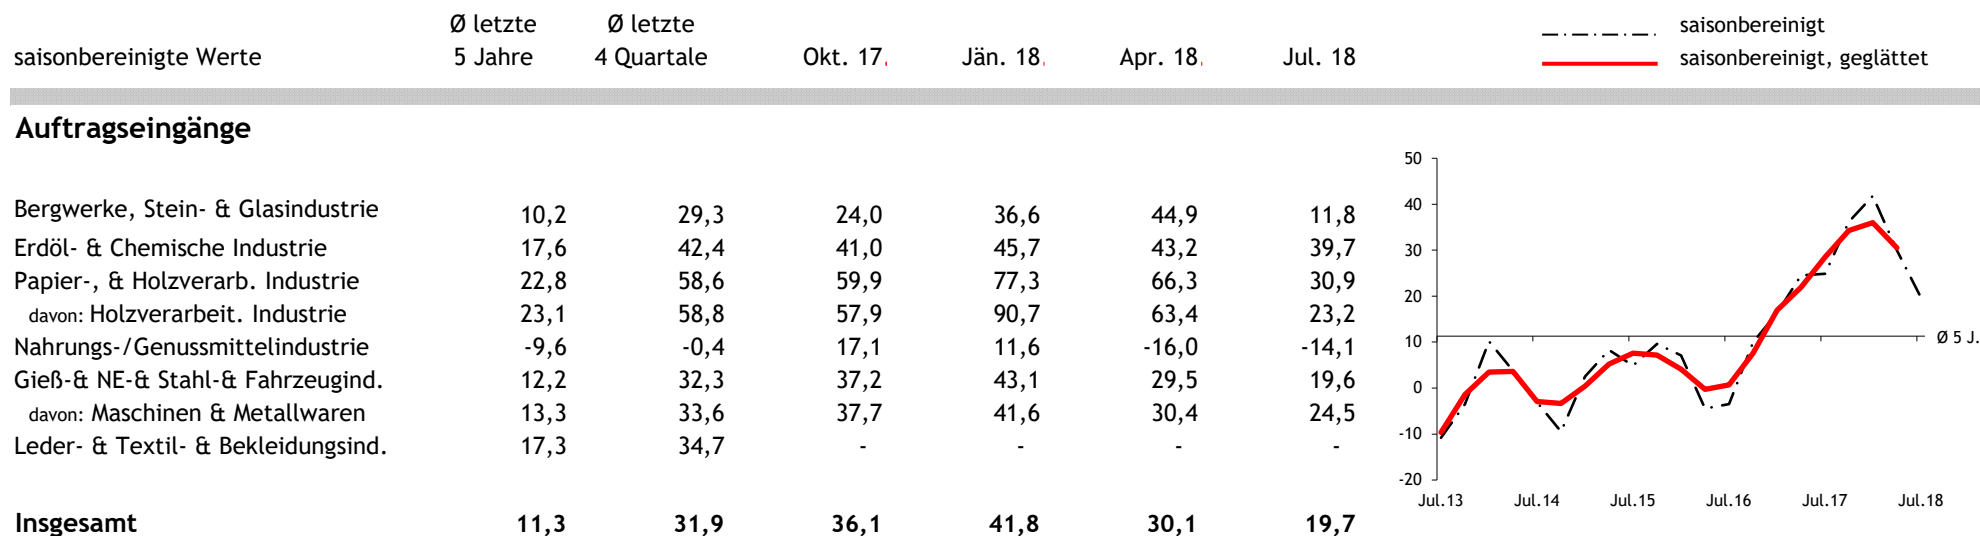 Ø letzte Ø letzte saisonbereinigt
saisonbereinigte Werte 5 Jahre 4 Quartale Okt. 17 Jän. 18 Apr. 18 Jul. 18 saisonbereinigt, geglättet
Auftragseingänge
Bergwerke, Stein- & Glasindustrie 10,2 29,3 24,0 36,6 44,9 11,8
Erdöl- & Chemische Industrie 17,6 42,4 41,0 45,7 43,2 39,7
Papier-, & Holzverarb. Industrie 22,8 58,6 59,9 77,3 66,3 30,9
davon: Holzverarbeit. Industrie 23,1 58,8 57,9 90,7 63,4 23,2
Nahrungs-/Genussmittelindustrie -9,6 -0,4 17,1 11,6 -16,0 -14,1
Gieß-& NE-& Stahl-& Fahrzeugind. 12,2 32,3 37,2 43,1 29,5 19,6
davon: Maschinen & Metallwaren 13,3 33,6 37,7 41,6 30,4 24,5
Leder- & Textil- & Bekleidungsind. 17,3 34,7 - - - -
Insgesamt 11,3 31,9 36,1 41,8 30,1 19,7
50
40
30
20
10
0
-10
-20
Ø 5 J.
Jul.13 Jul.14 Jul.15 Jul.16 Jul.17 Jul.18